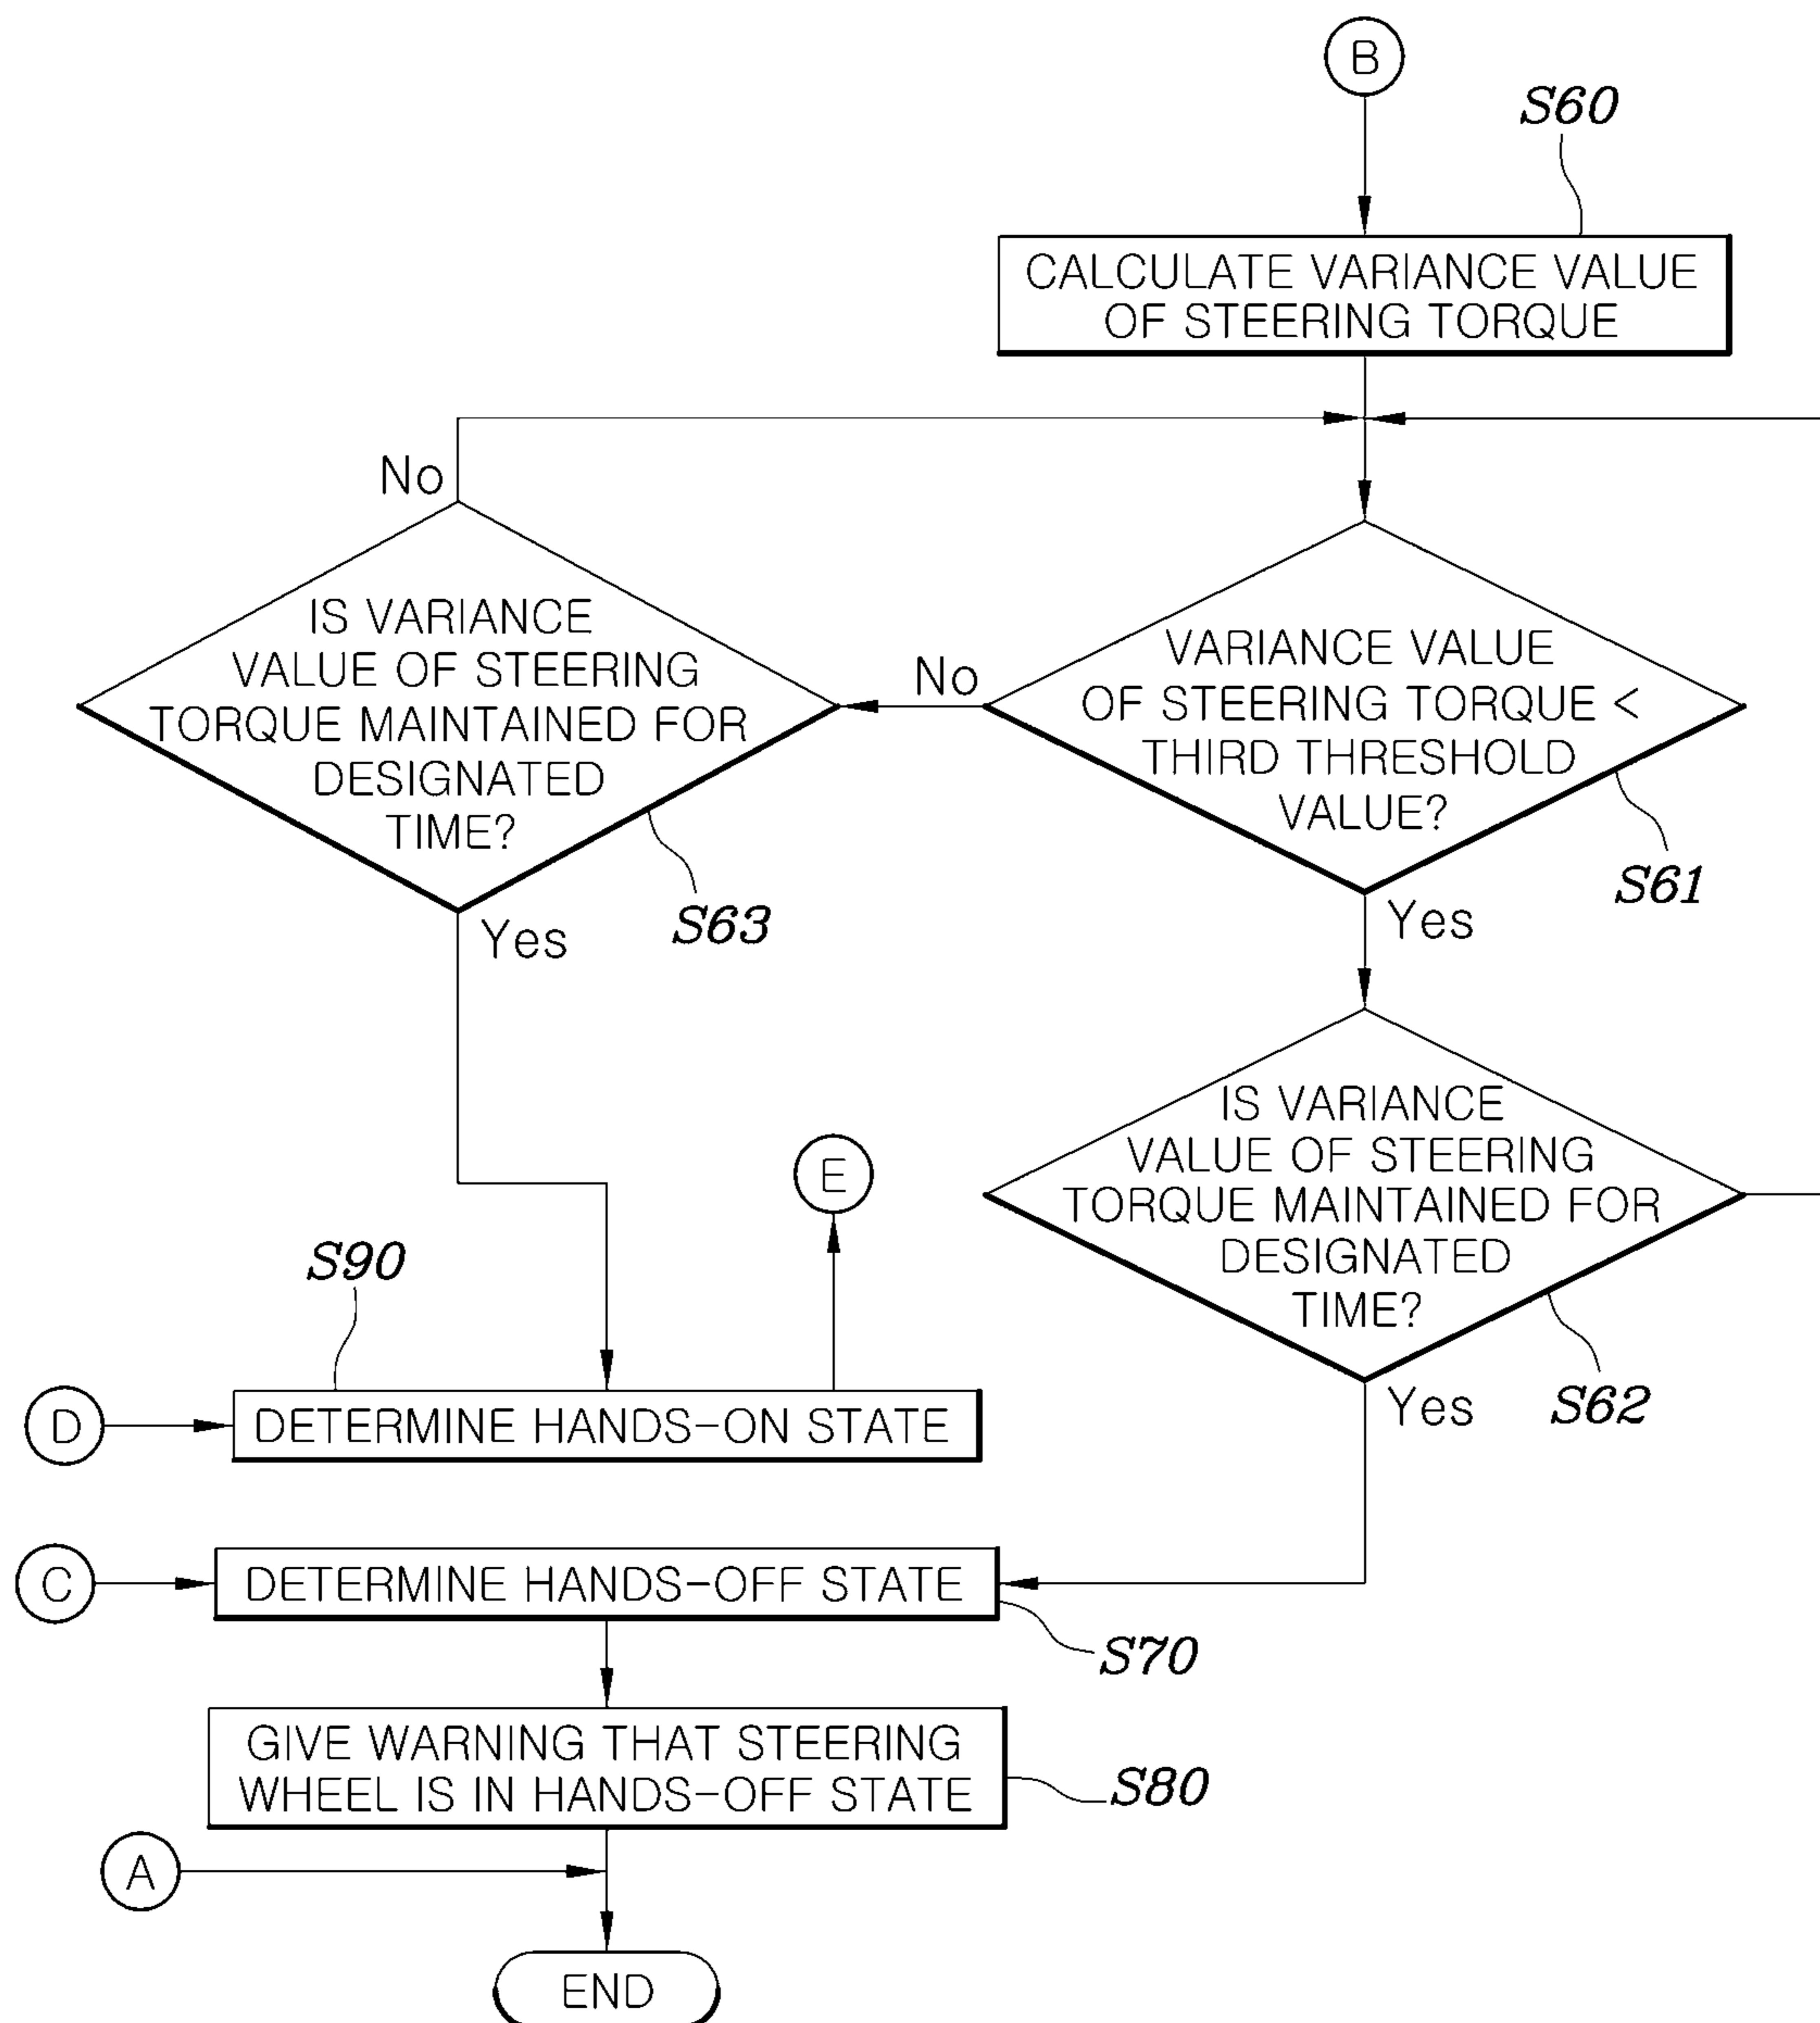 B
S60
CALCULATE VARIANCE VALUE
OF STEERING TORQUE
No
IS VARIANCE
VALUE OF STEERING
TORQUE MAINTAINED FOR
DESIGNATED
TIME?
S63
Yes
No
VARIANCE VALUE
OF STEERING TORQUE <
THIRD THRESHOLD
VALUE?
S61
Yes
IS VARIANCE
VALUE OF STEERING
TORQUE MAINTAINED FOR
DESIGNATED
TIME?
S62
Yes
E
S90
D
DETERMINE HANDS-ON STATE
C
DETERMINE HANDS-OFF STATE
S70
GIVE WARNING THAT STEERING
WHEEL IS IN HANDS-OFF STATE
S80
A
END